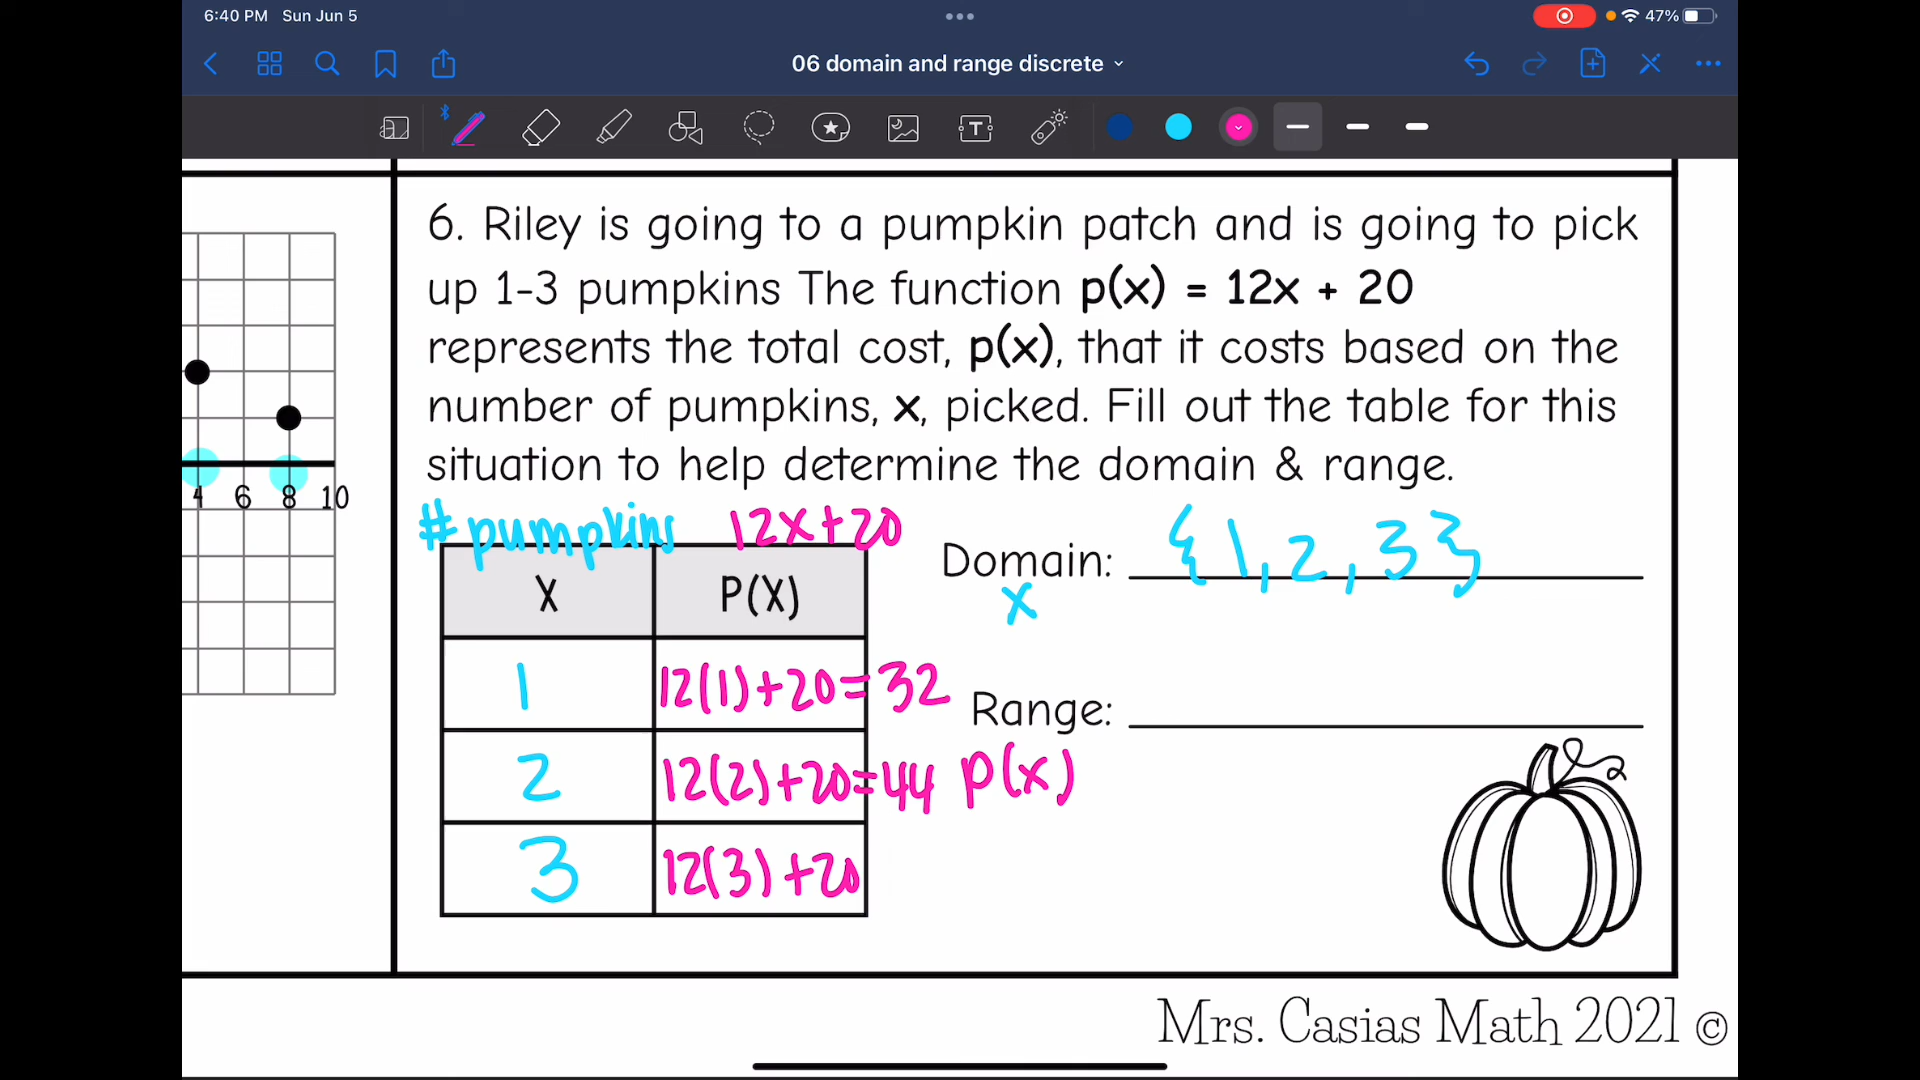 6:40 PM Sun Jun 5
47%
06 domain and range discrete
T
6. Riley is going to a pumpkin patch and is going to pick
up 1-3 pumpkins The function p(x) = 12x + 20
represents the total cost, p(x), that it costs based on the
number of pumpkins, x, picked. Fill out the table for this
situation to help determine the domain & range.
4 6 8 10
# pumpkins 12x+20
X P(X)
1 12(1)+20=32
2 12(2)+20=44
3 12(3)+20
Domain: {1,2,3}
x
Range:
p(x)
Mrs. Casias Math 2021 ©